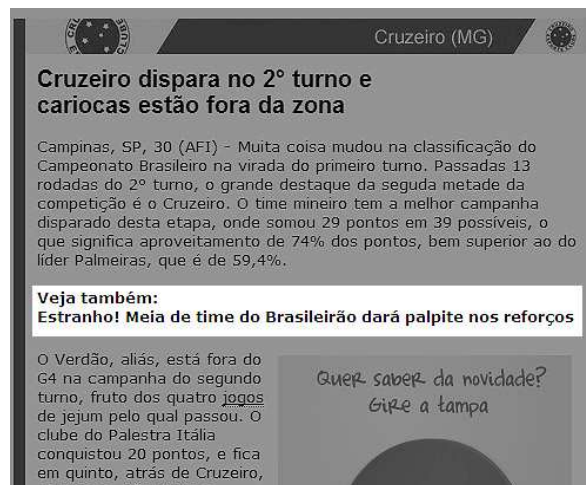 Cruzeiro (MG)
Cruzeiro dispara no 2º turno e
cariocas estão fora da zona
Campinas, SP, 30 (AFI) - Muita coisa mudou na classificação do
Campeonato Brasileiro na virada do primeiro turno. Passadas 13
rodadas do 2º turno, o grande destaque da seguda metade da
competição é o Cruzeiro. O time mineiro tem a melhor campanha
disparado desta etapa, onde somou 29 pontos em 39 possíveis, o
que significa aproveitamento de 74% dos pontos, bem superior ao do
líder Palmeiras, que é de 59,4%.
Veja também:
Estranho! Meia de time do Brasileirão dará palpite nos reforços
O Verdão, aliás, está fora do
G4 na campanha do segundo
turno, fruto dos quatro jogos
de jejum pelo qual passou. O
clube do Palestra Itália
conquistou 20 pontos, e fica
em quinto, atrás de Cruzeiro,
Quer saber da novidade?
Gire a tampa